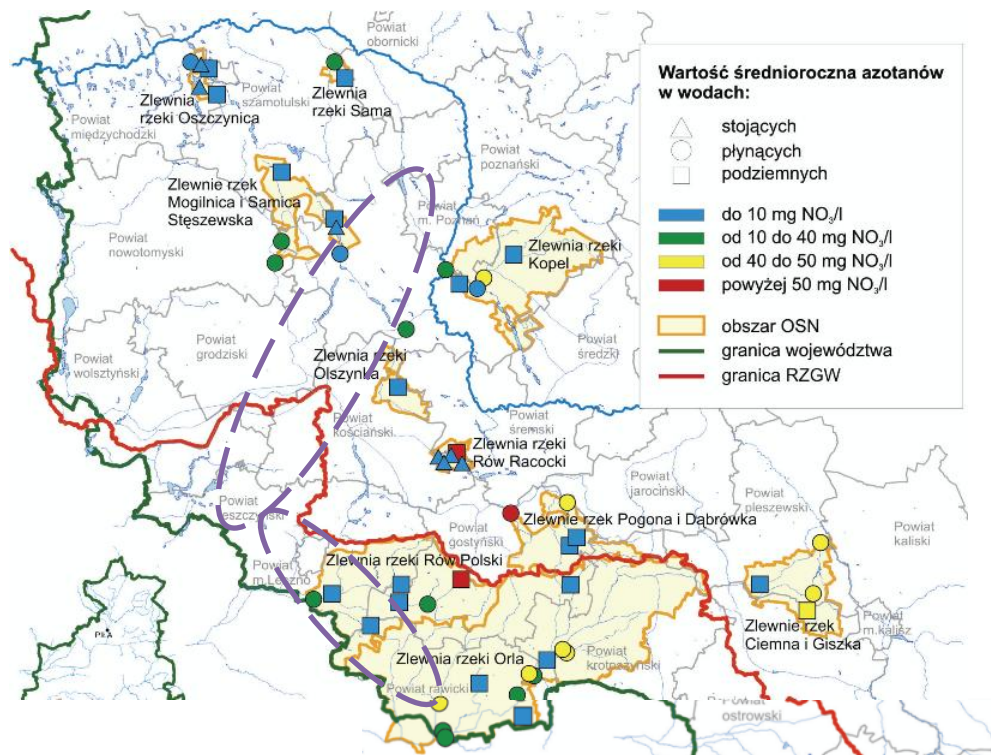 Powiat
obornicki
Zlewnia
rzeki Oszczynica
Powiat
szamotulski
Zlewnia
rzeki Sama
Powiat
międzychodzki
Powiat
poznański
Zlewnie rzek
Mogilnica i Samica
Stęszewska
Powiat
m. Poznań
Powiat
nowotomyski
Zlewnia rzeki
Kopel
Powiat
grodziski
Powiat
wolsztyński
Zlewnia rzeki
Olszynka
Powiat
średzki
Powiat
kościański
Powiat
śremski
Zlewnia rzeki
Rów Racocki
Powiat
jarociński
Powiat
pleszewski
Powiat
kaliski
Powiat
leszczyński
Powiat
gostyński
Zlewnie rzek Pogona i Dąbrówka
Powiat
m.Leszno
Zlewnia rzeki Rów Polski
Zlewnie rzek
Ciemna i Giszka
Powiat
m.kalisz
Zlewnia rzeki Orla
Powiat
krotoszyński
Powiat rawicki
Powiat
ostrowski
Wartość średnioroczna azotanów
w wodach:
stojących
płynących
podziemnych
do 10 mg NO₃/l
od 10 do 40 mg NO₃/l
od 40 do 50 mg NO₃/l
powyżej 50 mg NO₃/l
obszar OSN
granica województwa
granica RZGW